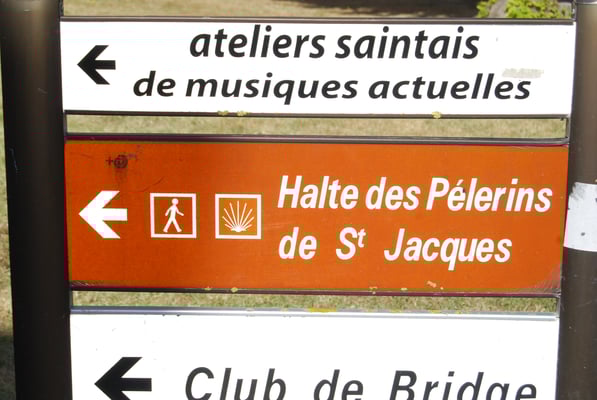 ateliers saintais
de musiques actuelles
Halte des Pélerins
de St Jacques
Club de Bridge